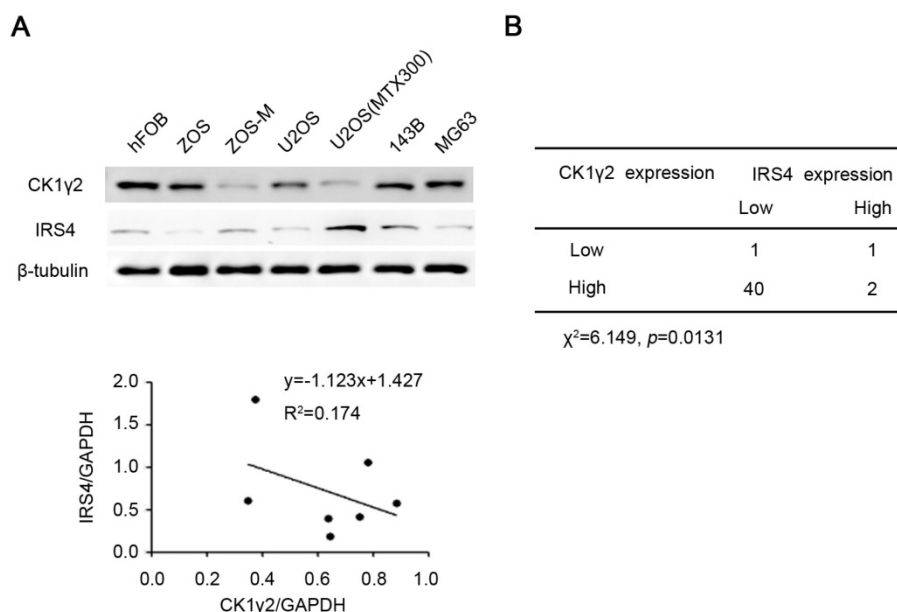 A
hFOB
ZOS
ZOS-M
U2OS
U2OS(MTX300)
143B
MG63
CK1γ2
IRS4
β-tubulin
y=-1.123x+1.427
R²=0.174
2.0
1.5
1.0
0.5
0.0
IRS4/GAPDH
0.0 0.2 0.4 0.6 0.8 1.0
CK1γ2/GAPDH
B
CK1γ2 expression IRS4 expression
Low High
Low 1 1
High 40 2
χ²=6.149, p=0.0131